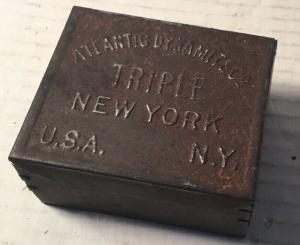 ATLANTIC DYNAMITE CO
TRIPLE
NEW YORK
U.S.A. N.Y.